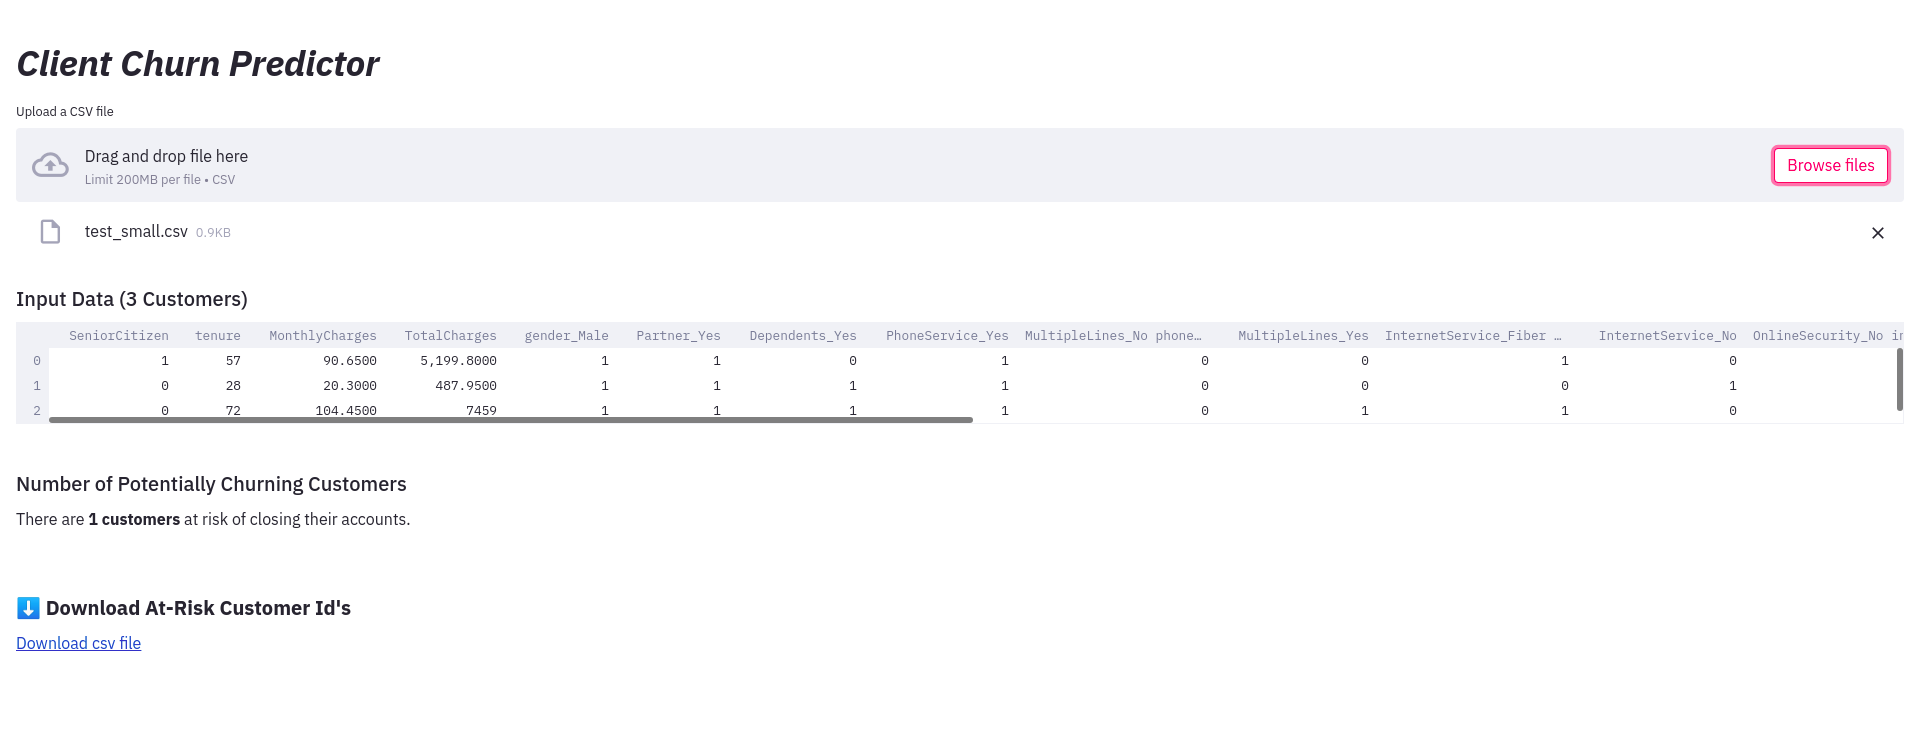 Client Churn Predictor
Upload a CSV file
Drag and drop file here
Limit 200MB per file • CSV
Browse files
test_small.csv 0.9KB
Input Data (3 Customers)
SeniorCitizen tenure MonthlyCharges TotalCharges gender_Male Partner_Yes Dependents_Yes PhoneService_Yes MultipleLines_No phone… MultipleLines_Yes InternetService_Fiber … InternetService_No OnlineSecurity_No in
0 1 57 90.6500 5,199.8000 1 1 0 1 0 0 1 0
1 0 28 20.3000 487.9500 1 1 1 1 0 0 0 1
2 0 72 104.4500 7459 1 1 1 1 0 1 1 0
Number of Potentially Churning Customers
There are 1 customers at risk of closing their accounts.
Download At-Risk Customer Id's
Download csv file